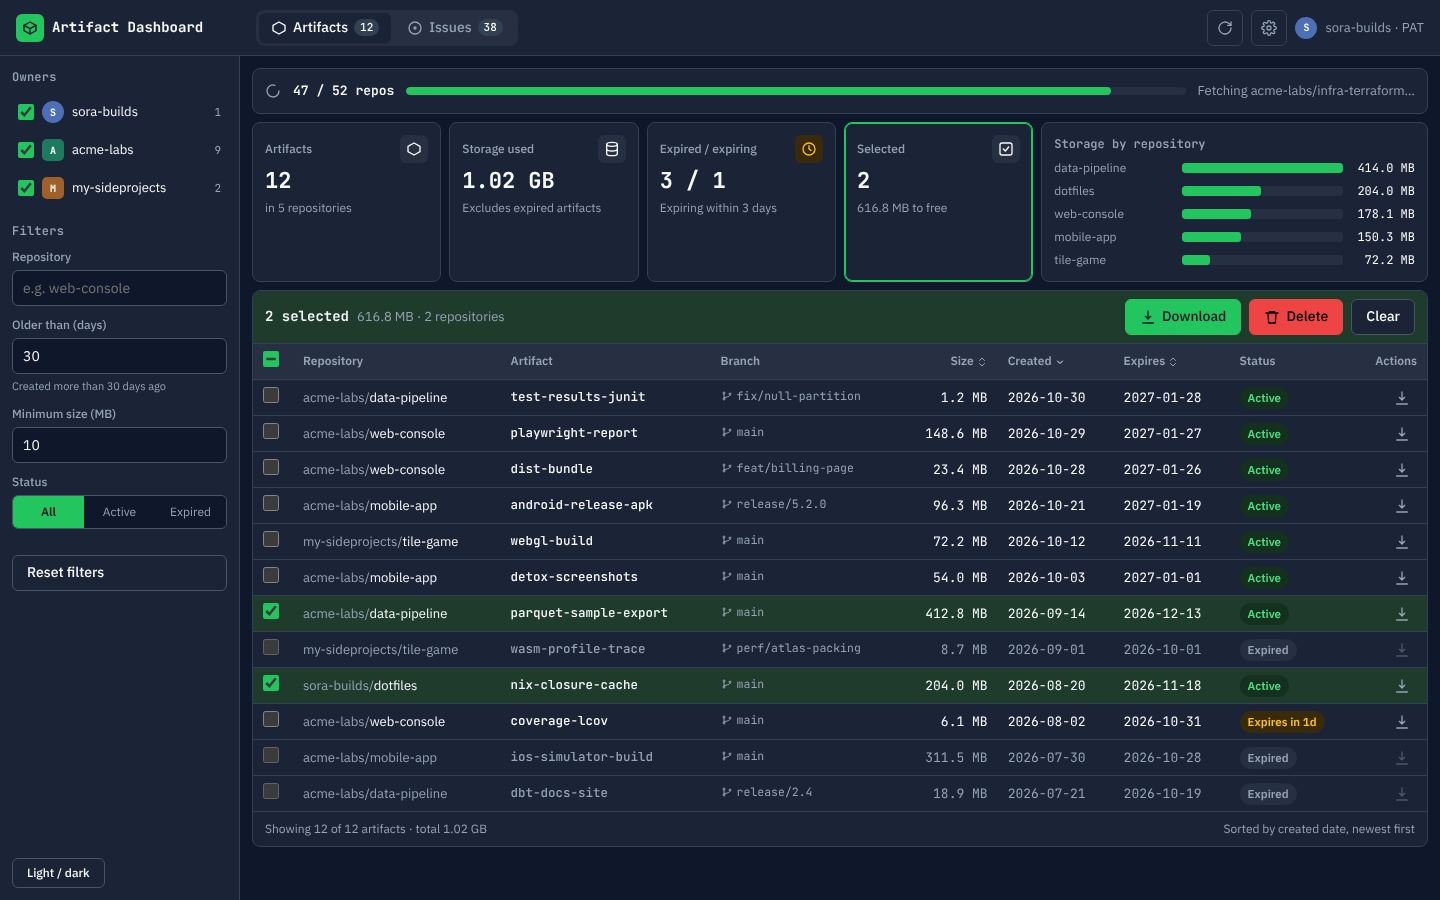 Artifact Dashboard
Artifacts 12
Issues 38
S sora-builds · PAT
Owners
S sora-builds 1
A acme-labs 9
M my-sideprojects 2
Filters
Repository
e.g. web-console
Older than (days)
30
Created more than 30 days ago
Minimum size (MB)
10
Status
All Active Expired
Reset filters
Light / dark
47 / 52 repos
Fetching acme-labs/infra-terraform…
Artifacts
12
in 5 repositories
Storage used
1.02 GB
Excludes expired artifacts
Expired / expiring
3 / 1
Expiring within 3 days
Selected
2
616.8 MB to free
Storage by repository
data-pipeline 414.0 MB
dotfiles 204.0 MB
web-console 178.1 MB
mobile-app 150.3 MB
tile-game 72.2 MB
2 selected 616.8 MB · 2 repositories
Download Delete Clear
Repository Artifact Branch Size Created Expires Status Actions
acme-labs/data-pipeline test-results-junit fix/null-partition 1.2 MB 2026-10-30 2027-01-28 Active
acme-labs/web-console playwright-report main 148.6 MB 2026-10-29 2027-01-27 Active
acme-labs/web-console dist-bundle feat/billing-page 23.4 MB 2026-10-28 2027-01-26 Active
acme-labs/mobile-app android-release-apk release/5.2.0 96.3 MB 2026-10-21 2027-01-19 Active
my-sideprojects/tile-game webgl-build main 72.2 MB 2026-10-12 2026-11-11 Active
acme-labs/mobile-app detox-screenshots main 54.0 MB 2026-10-03 2027-01-01 Active
acme-labs/data-pipeline parquet-sample-export main 412.8 MB 2026-09-14 2026-12-13 Active
my-sideprojects/tile-game wasm-profile-trace perf/atlas-packing 8.7 MB 2026-09-01 2026-10-01 Expired
sora-builds/dotfiles nix-closure-cache main 204.0 MB 2026-08-20 2026-11-18 Active
acme-labs/web-console coverage-lcov main 6.1 MB 2026-08-02 2026-10-31 Expires in 1d
acme-labs/mobile-app ios-simulator-build main 311.5 MB 2026-07-30 2026-10-28 Expired
acme-labs/data-pipeline dbt-docs-site release/2.4 18.9 MB 2026-07-21 2026-10-19 Expired
Showing 12 of 12 artifacts · total 1.02 GB
Sorted by created date, newest first